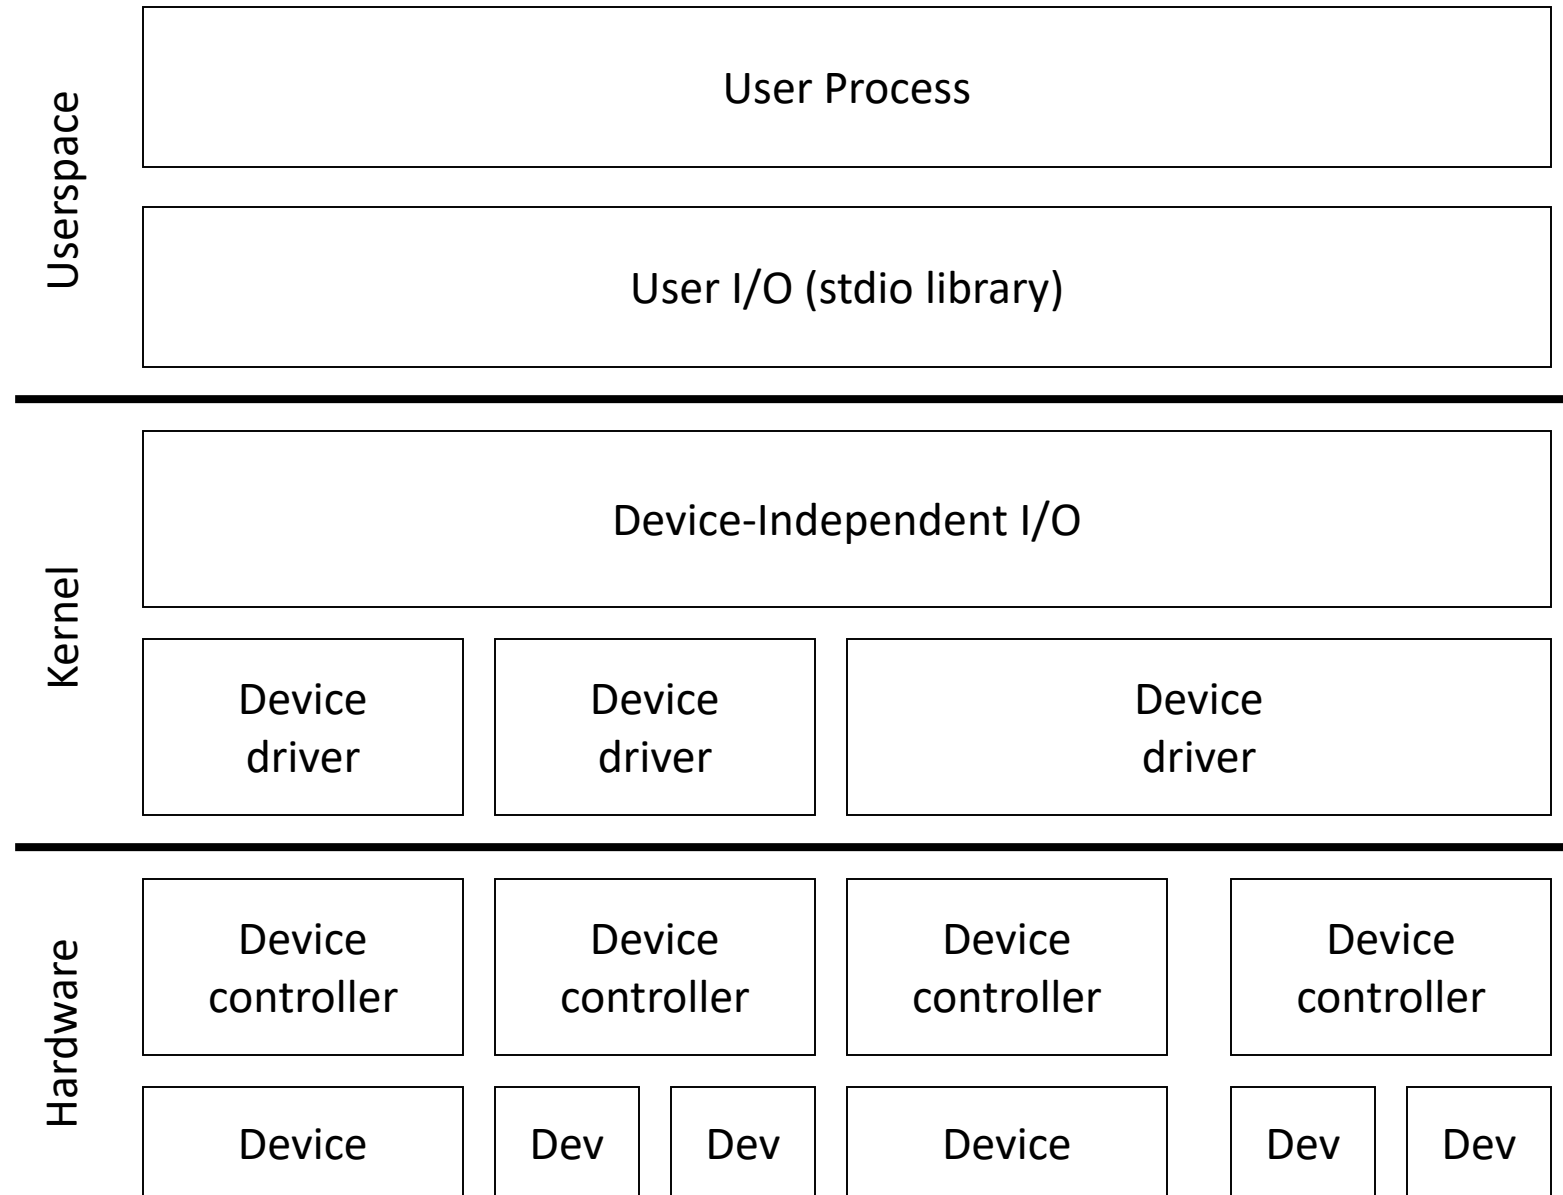 Userspace
User Process
User I/O (stdio library)
Kernel
Device-Independent I/O
Device
driver
Device
driver
Device
driver
Hardware
Device
controller
Device
controller
Device
controller
Device
controller
Device
Dev
Dev
Device
Dev
Dev